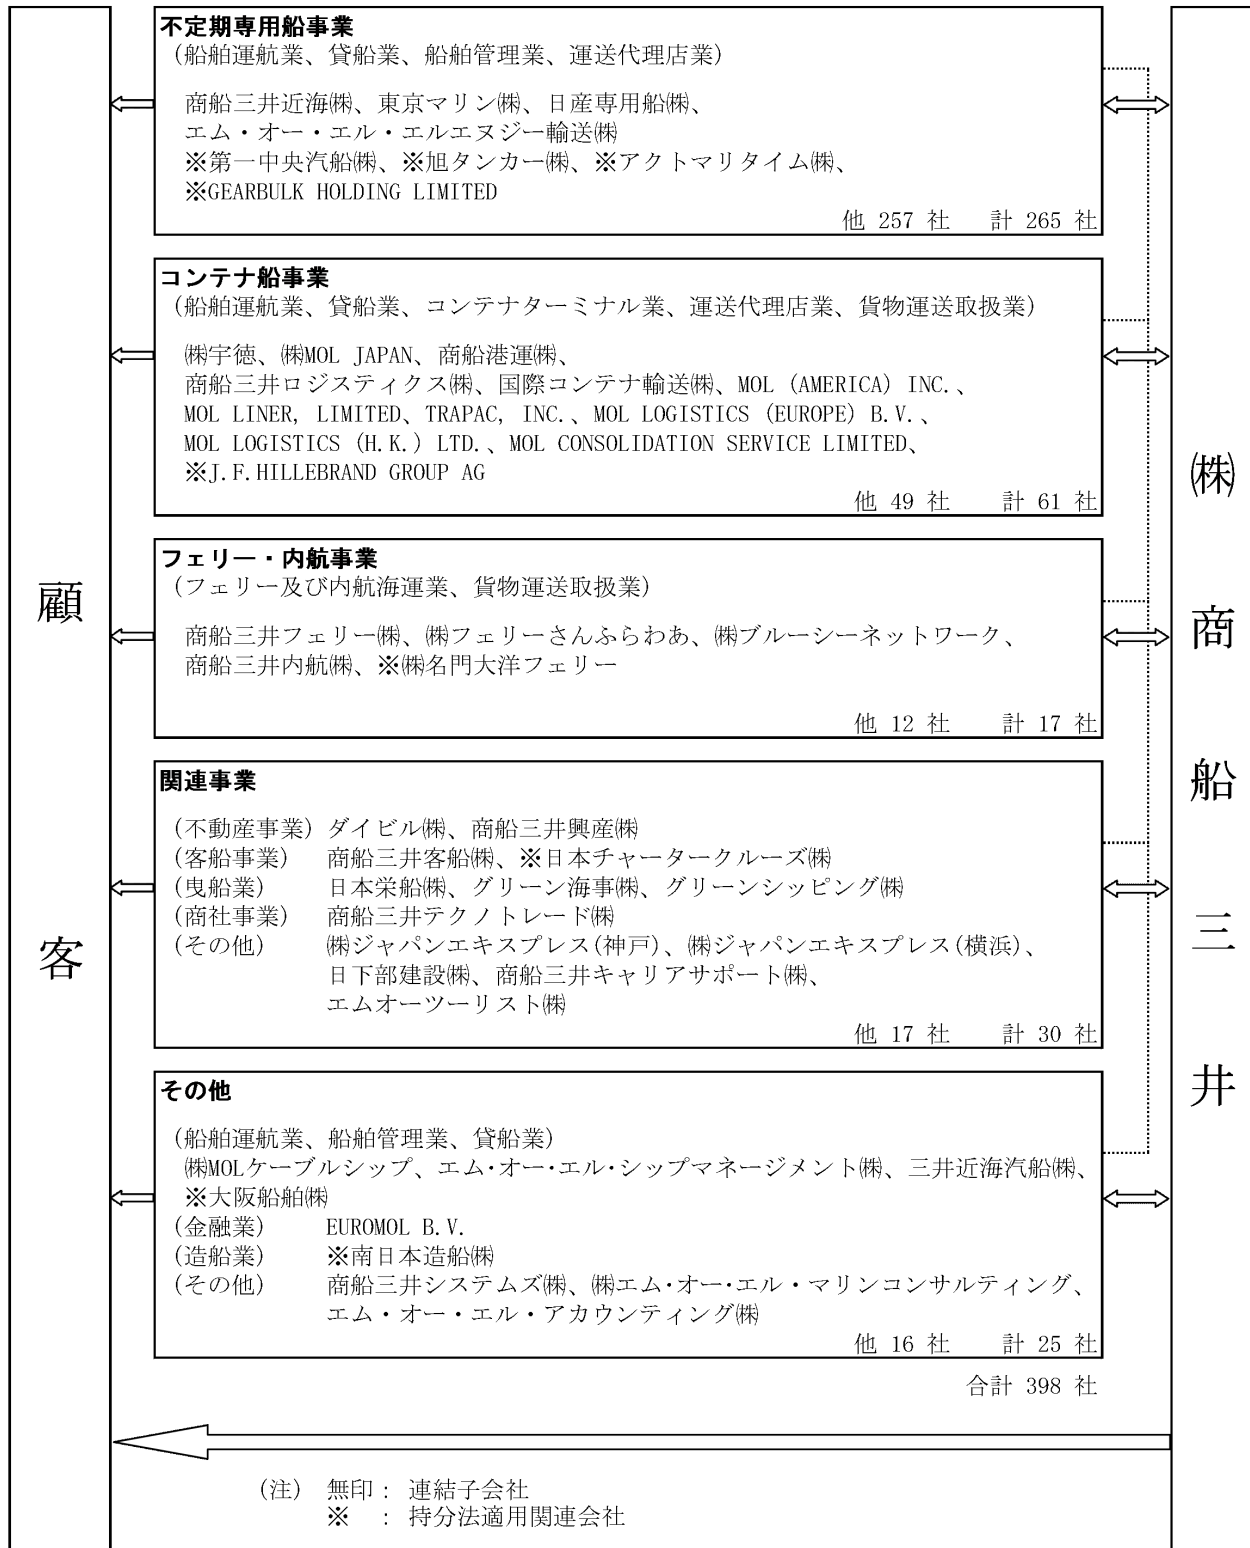 顧客
不定期専用船事業
(船舶運航業、貸船業、船舶管理業、運送代理店業)
商船三井近海㈱、東京マリン㈱、日産専用船㈱、
エム・オー・エル・エルエヌジー輸送㈱
※第一中央汽船㈱、※旭タンカー㈱、※アクトマリタイム㈱、
※GEARBULK HOLDING LIMITED
他 257 社 計 265 社
コンテナ船事業
(船舶運航業、貸船業、コンテナターミナル業、運送代理店業、貨物運送取扱業)
㈱宇徳、㈱MOL JAPAN、商船港運㈱、
商船三井ロジスティクス㈱、国際コンテナ輸送㈱、MOL (AMERICA) INC.、
MOL LINER, LIMITED、TRAPAC, INC.、MOL LOGISTICS (EUROPE) B.V.、
MOL LOGISTICS (H.K.) LTD.、MOL CONSOLIDATION SERVICE LIMITED、
※J.F.HILLEBRAND GROUP AG
他 49 社 計 61 社
フェリー・内航事業
(フェリー及び内航海運業、貨物運送取扱業)
商船三井フェリー㈱、㈱フェリーさんふらわあ、㈱ブルーシーネットワーク、
商船三井内航㈱、※㈱名門大洋フェリー
他 12 社 計 17 社
関連事業
(不動産事業) ダイビル㈱、商船三井興産㈱
(客船事業) 商船三井客船㈱、※日本チャータークルーズ㈱
(曳船業) 日本栄船㈱、グリーン海事㈱、グリーンシッピング㈱
(商社事業) 商船三井テクノトレード㈱
(その他) ㈱ジャパンエキスプレス(神戸)、㈱ジャパンエキスプレス(横浜)、
日下部建設㈱、商船三井キャリアサポート㈱、
エムオーツーリスト㈱
他 17 社 計 30 社
その他
(船舶運航業、船舶管理業、貸船業)
㈱MOLケーブルシップ、エム・オー・エル・シップマネージメント㈱、三井近海汽船㈱、
※大阪船舶㈱
(金融業) EUROMOL B.V.
(造船業) ※南日本造船㈱
(その他) 商船三井システムズ㈱、㈱エム・オー・エル・マリンコンサルティング、
エム・オー・エル・アカウンティング㈱
他 16 社 計 25 社
合計 398 社
㈱商船三井
(注) 無印: 連結子会社
※ : 持分法適用関連会社